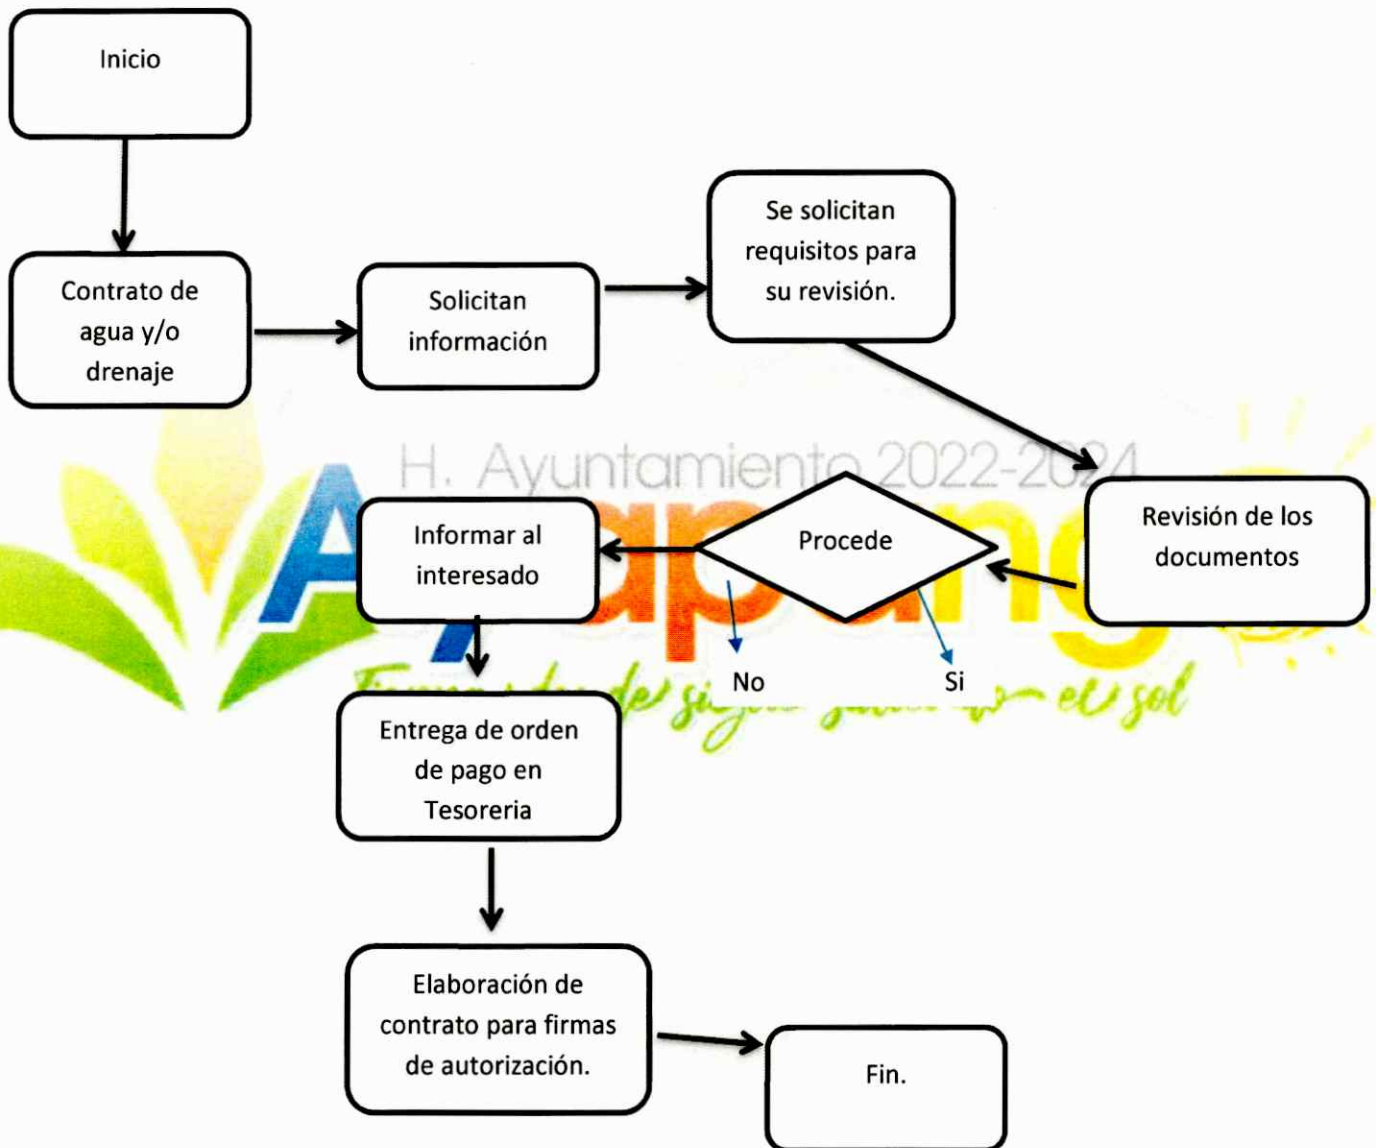 Inicio
Contrato de
agua y/o
drenaje
Solicitan
información
Se solicitan
requisitos para
su revisión.
H. Ayuntamiento 2022-2024
Revisión de los
documentos
Procede
Informar al
interesado
No
Si
el sol
Entrega de orden
de pago en
Tesoreria
Elaboración de
contrato para firmas
de autorización.
Fin.